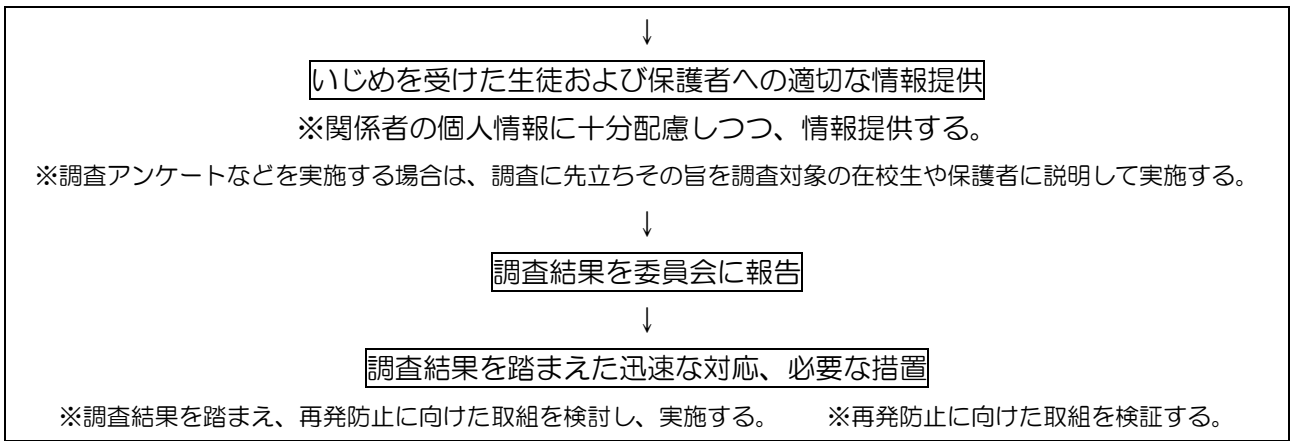 ↓
いじめを受けた生徒および保護者への適切な情報提供
※関係者の個人情報に十分配慮しつつ、情報提供する。
※調査アンケートなどを実施する場合は、調査に先立ちその旨を調査対象の在校生や保護者に説明して実施する。
↓
調査結果を委員会に報告
↓
調査結果を踏まえた迅速な対応、必要な措置
※調査結果を踏まえ、再発防止に向けた取組を検討し、実施する。　※再発防止に向けた取組を検証する。